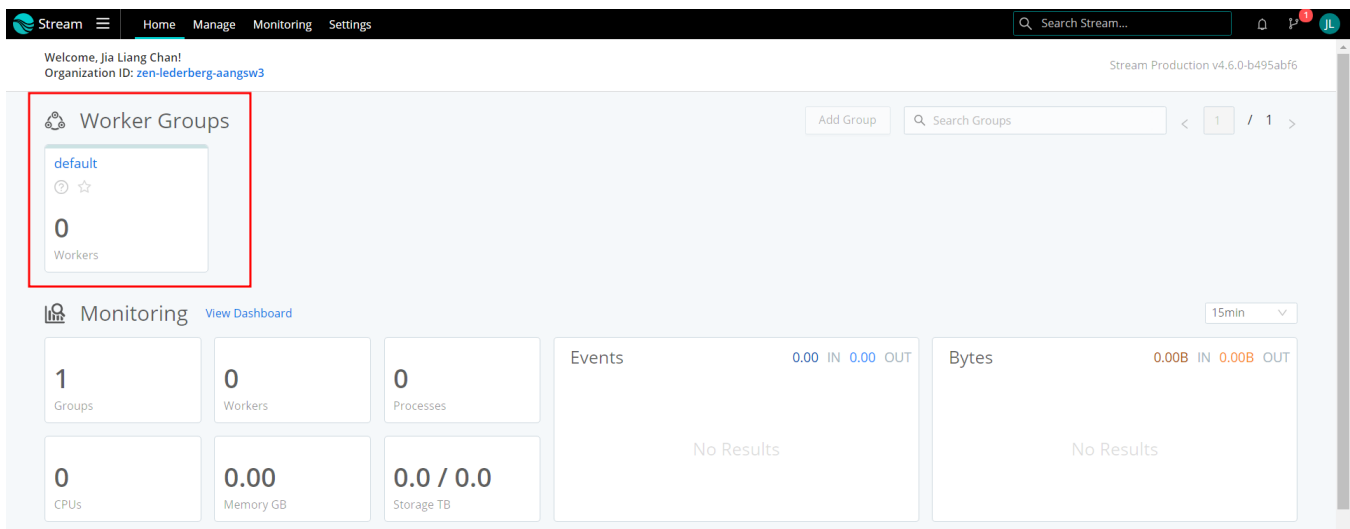 Stream Home Manage Monitoring Settings Search Stream... 1 JL
Welcome, Jia Liang Chan!
Organization ID: zen-lederberg-aangsw3
Stream Production v4.6.0-b495abf6
Worker Groups
Add Group Search Groups < 1 / 1 >
default
0
Workers
Monitoring View Dashboard 15min
1
Groups
0
Workers
0
Processes
Events 0.00 IN 0.00 OUT
No Results
Bytes 0.00B IN 0.00B OUT
No Results
0
CPUs
0.00
Memory GB
0.0 / 0.0
Storage TB